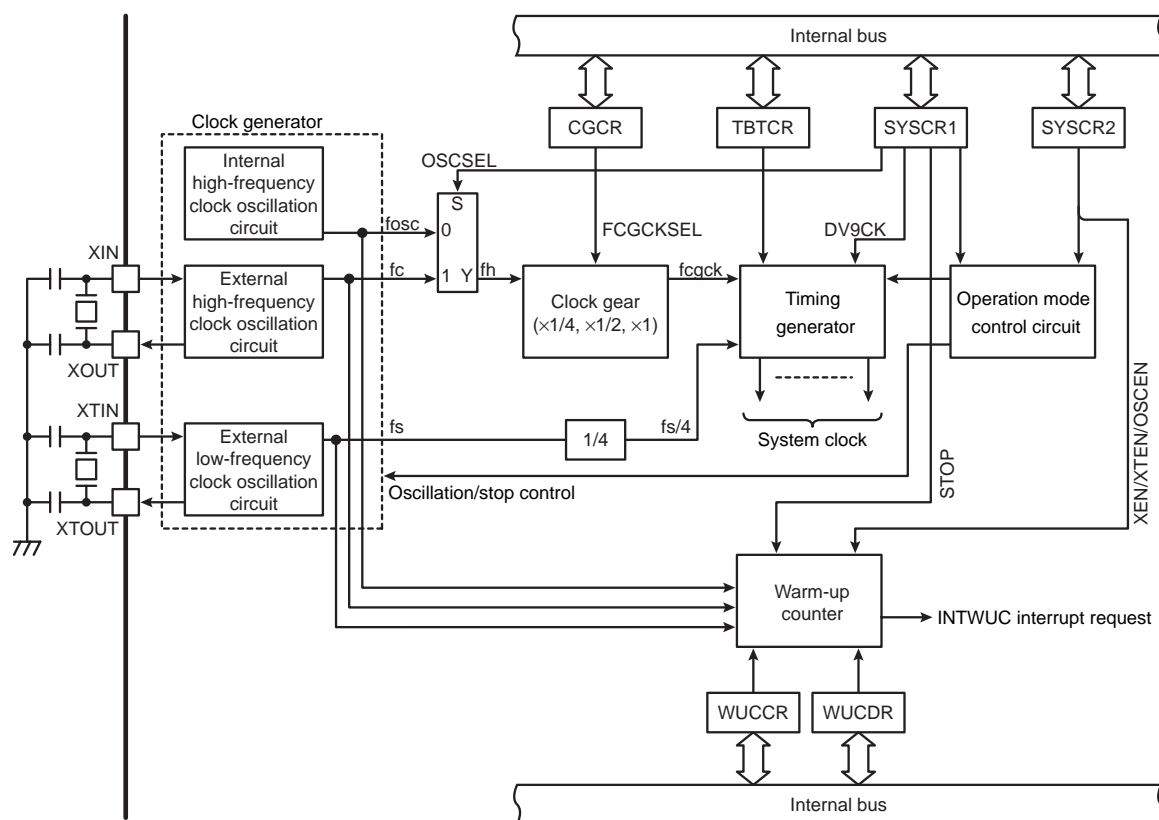 Internal bus
CGCR
TBTCR
SYSCR1
SYSCR2
Clock generator
Internal
high-frequency
clock oscillation
circuit
OSCSEL
S
0
1 Y
fosc
fc
fh
FCGCKSEL
DV9CK
fcgck
XIN
XOUT
External
high-frequency
clock oscillation
circuit
Clock gear
(×1/4, ×1/2, ×1)
Timing
generator
Operation mode
control circuit
XTIN
XTOUT
External
low-frequency
clock oscillation
circuit
fs
1/4
fs/4
System clock
Oscillation/stop control
STOP
XEN/XTEN/OSCEN
Warm-up
counter
INTWUC interrupt request
WUCCR
WUCDR
Internal bus